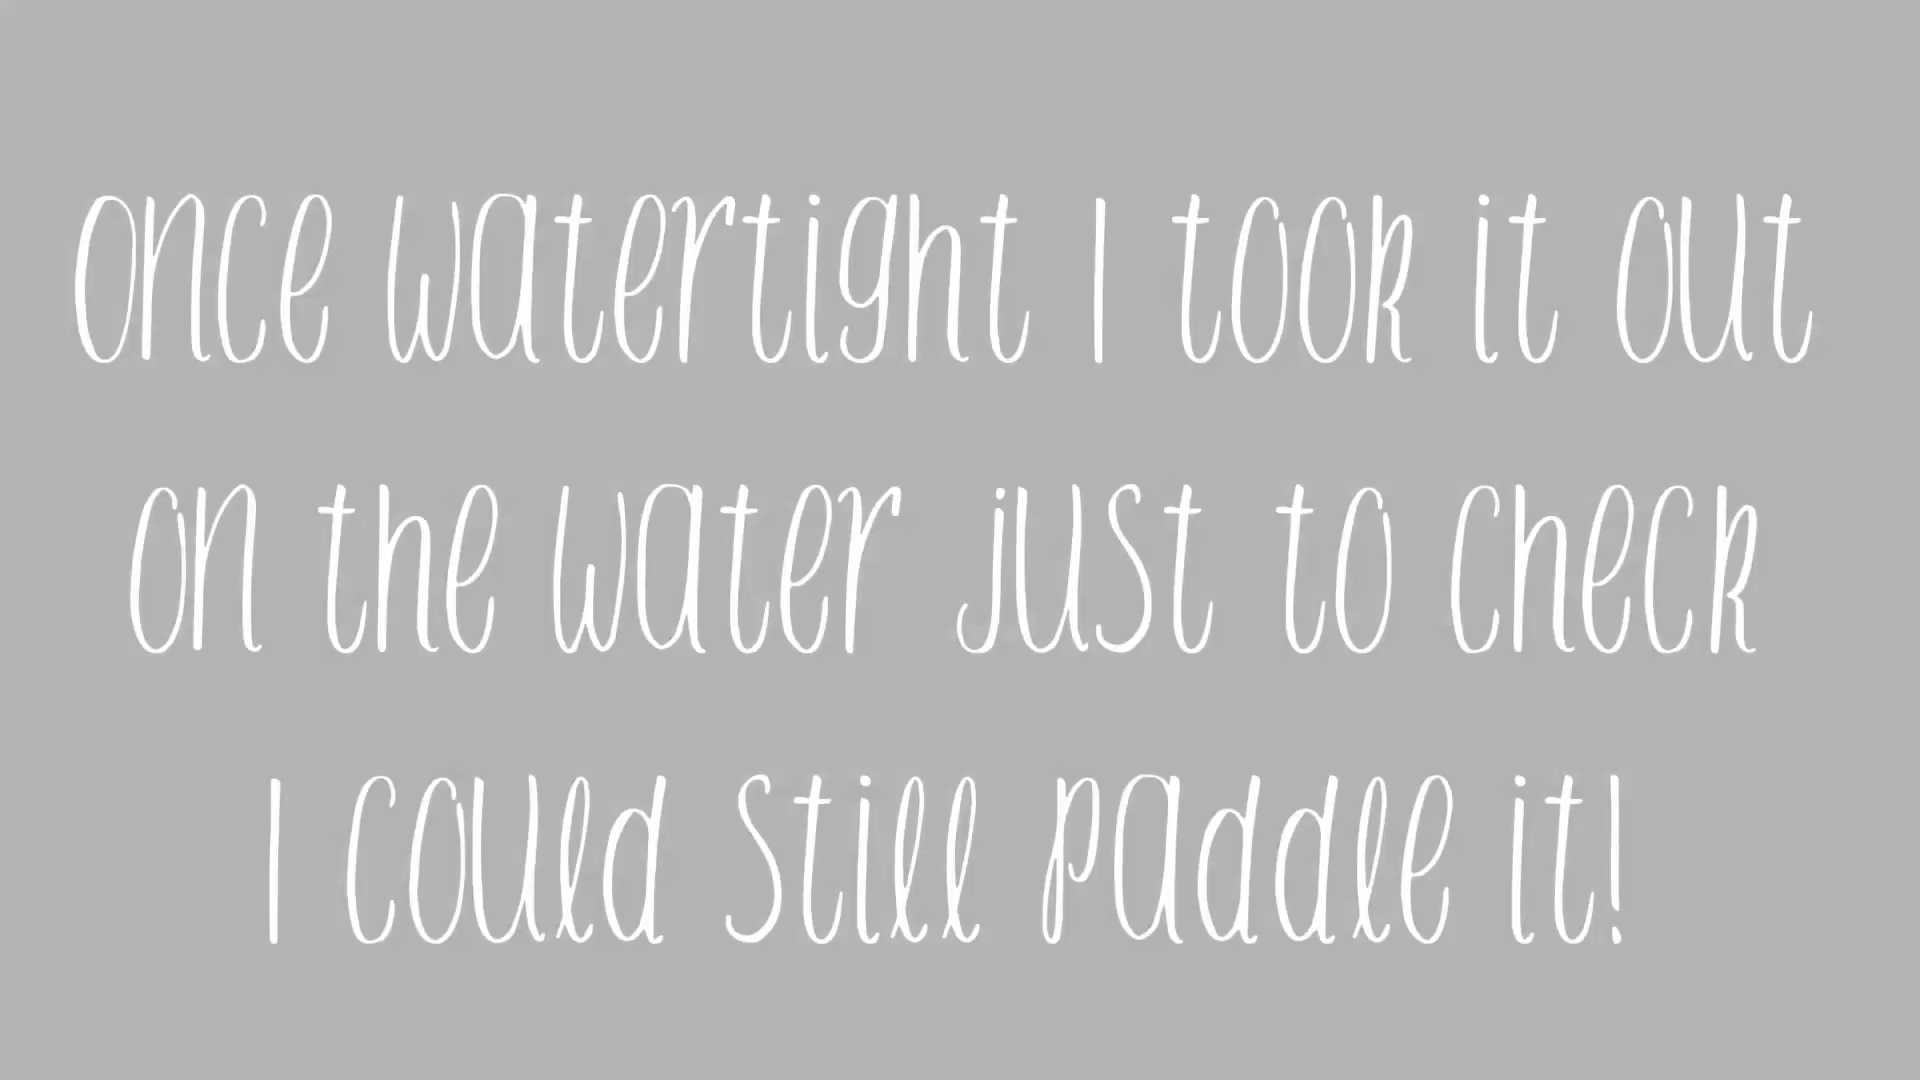 once watertight I took it out
on the water just to check
I could still paddle it!